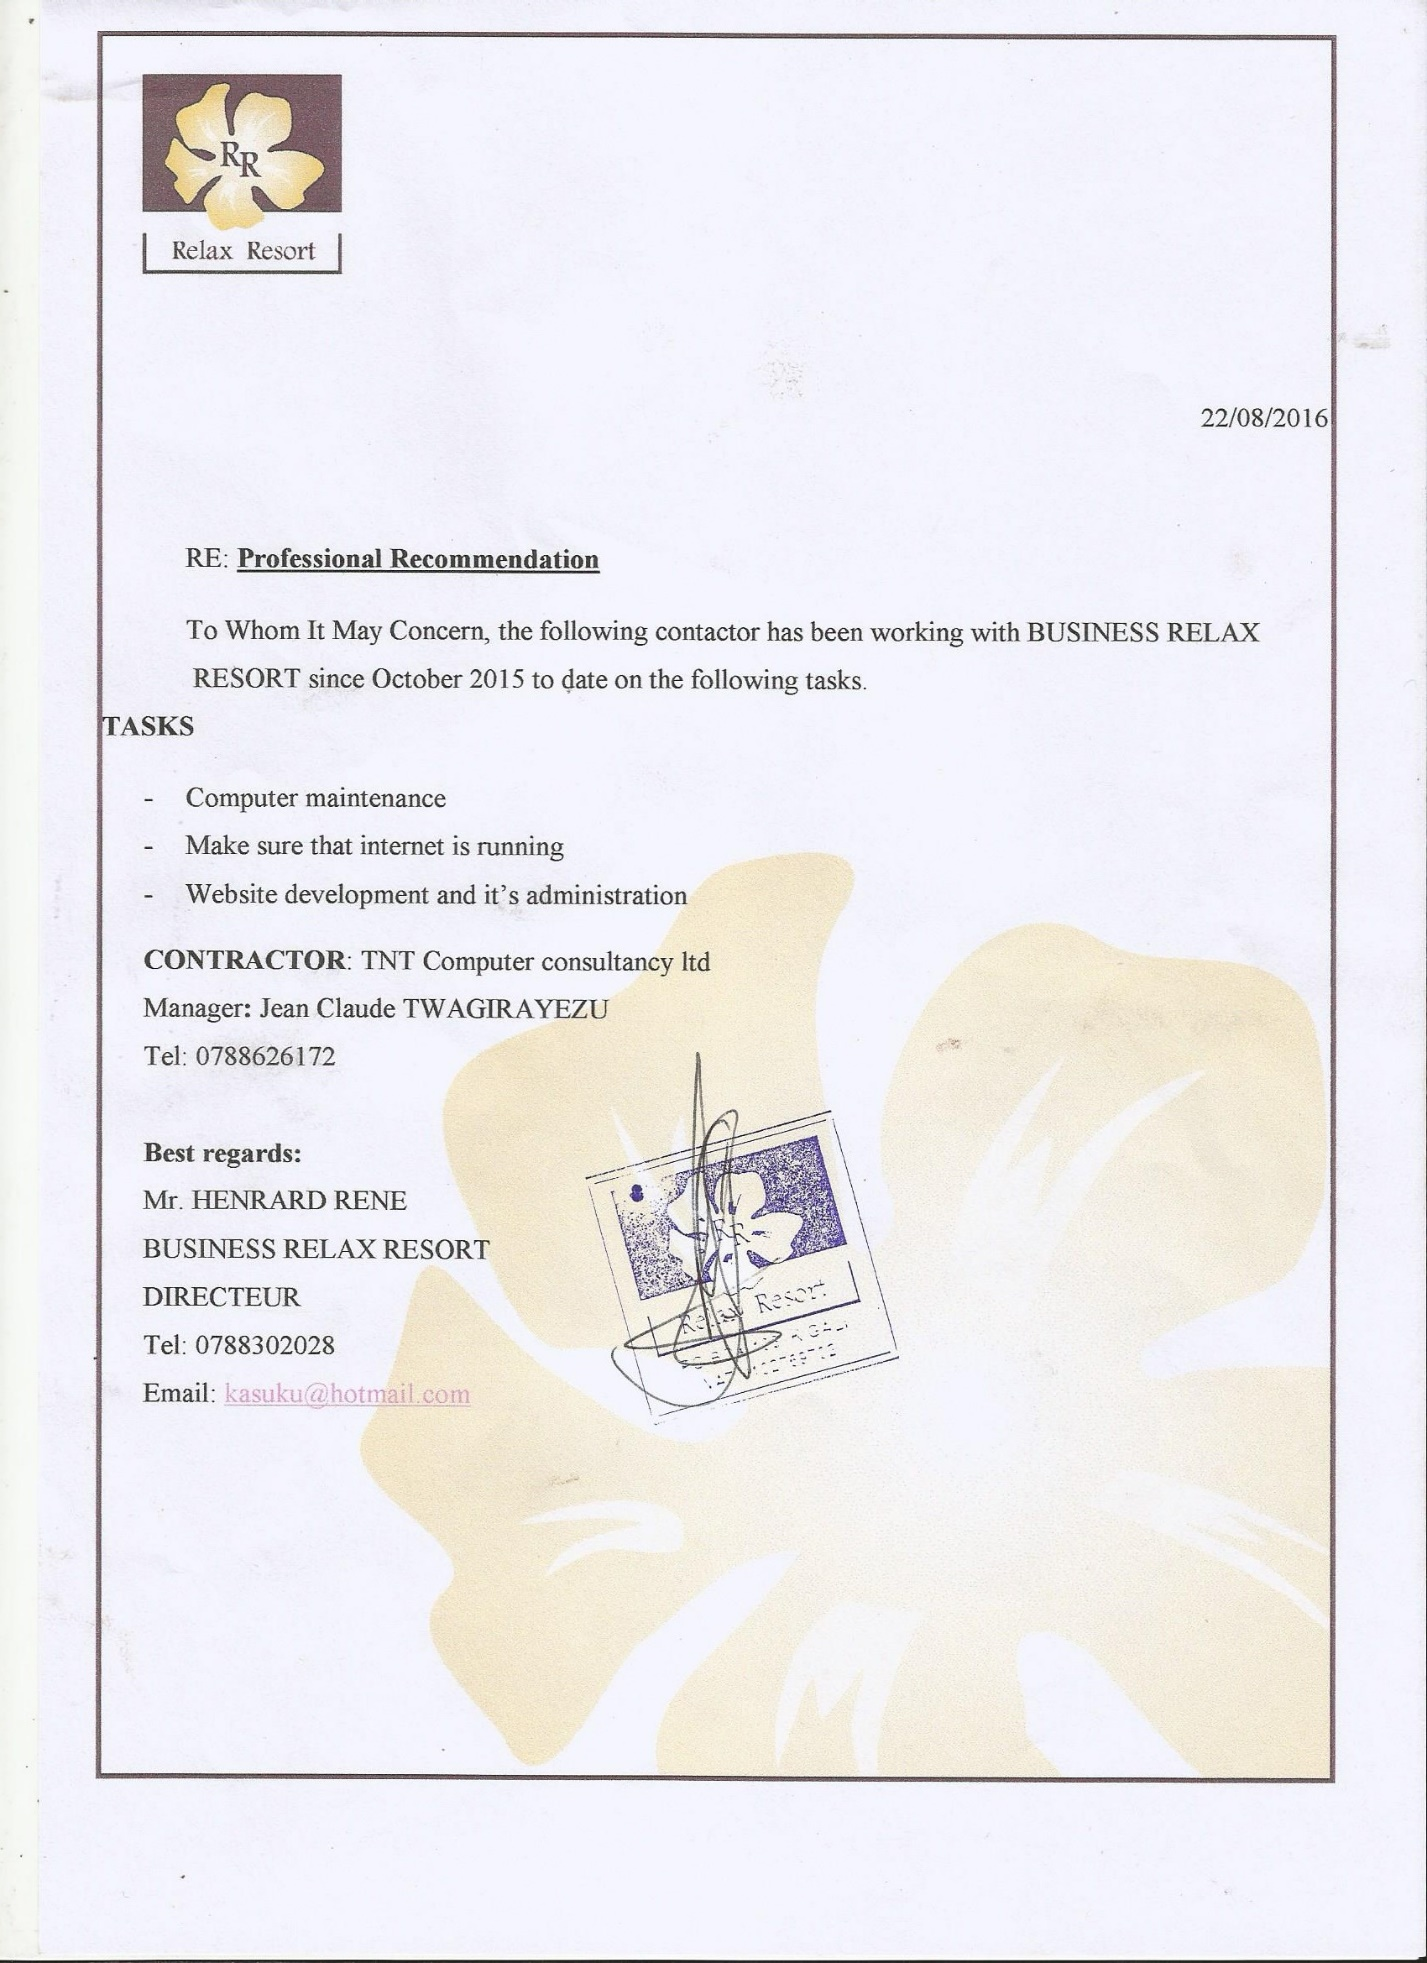 RR
Relax Resort
22/08/2016
RE: Professional Recommendation
To Whom It May Concern, the following contactor has been working with BUSINESS RELAX
RESORT since October 2015 to date on the following tasks.
TASKS
- Computer maintenance
- Make sure that internet is running
- Website development and it's administration
CONTRACTOR: TNT Computer consultancy ltd
Manager: Jean Claude TWAGIRAYEZU
Tel: 0788626172
Best regards:
Mr. HENRARD RENE
BUSINESS RELAX RESORT
DIRECTEUR
Tel: 0788302028
Email: kasuku@hotmail.com
RR
Relax Resort